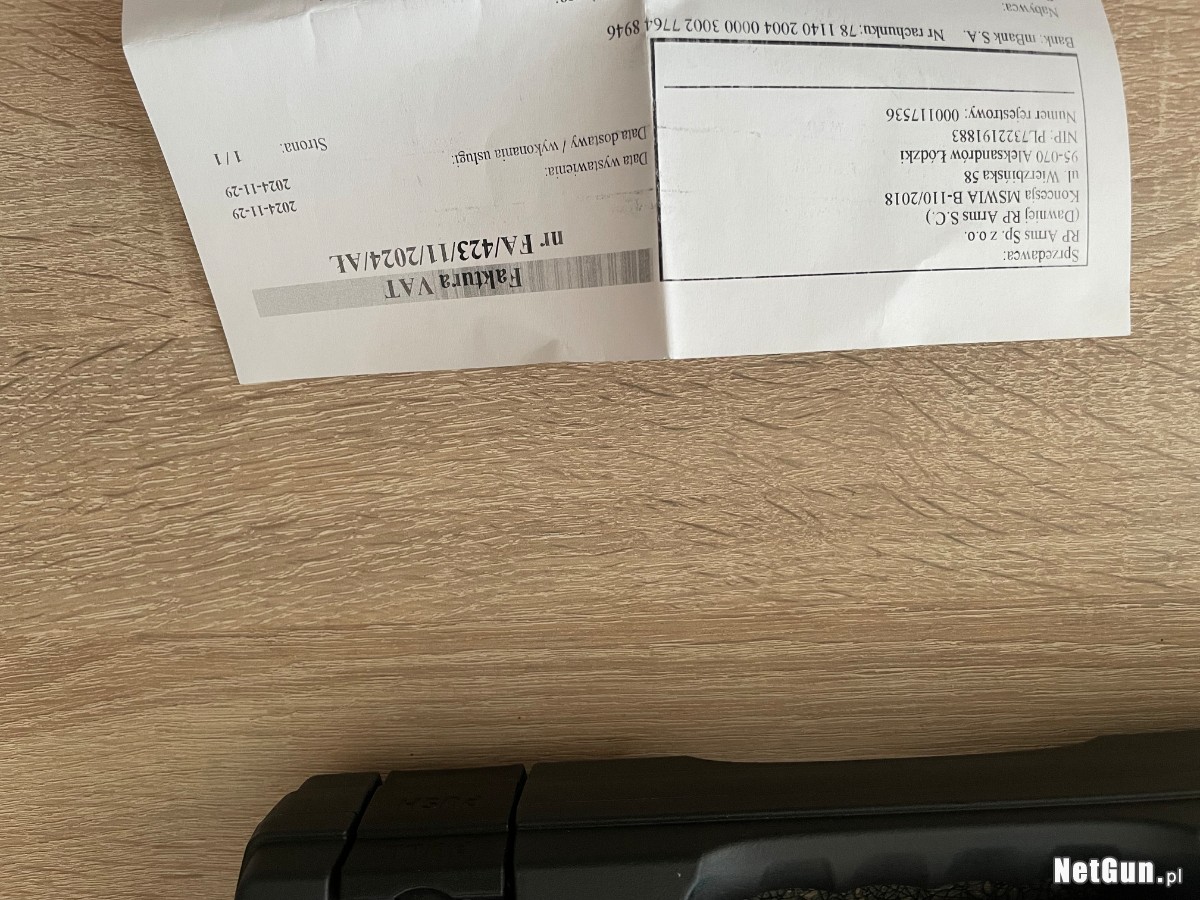 Faktura VAT
nr FA/423/11/2024/AL
Sprzedawca:
RP Arms Sp. z o.o.
(Dawniej RP Arms S.C.)
Koncesja MSWIA B-110/2018
ul. Wierzbińska 58
95-070 Aleksandrów Łódzki
NIP: PL7322191883
Numer rejestrowy: 000117536
Data wystawienia: 2024-11-29
Data dostawy / wykonania usługi: 2024-11-29
Strona: 1 / 1
Bank: mBank S.A. Nr rachunku: 78 1140 2004 0000 3002 7764 8946
Nabywca:
PUSH
NetGun.pl